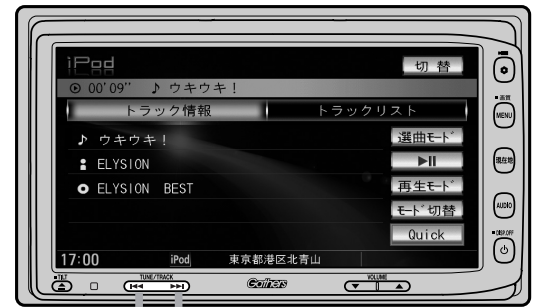 iPod
切 替
00'09'' ♪ ウキウキ!
トラック情報 トラックリスト
♪ ウキウキ! 選曲モード
ELYSION
再生モード
ELYSION BEST
モード切替
Quick
17:00 iPod 東京都港区北青山
画質
MENU
現在地
AUDIO
DISP.OFF
TILT
TUNE/TRACK
Gathers
VOLUME